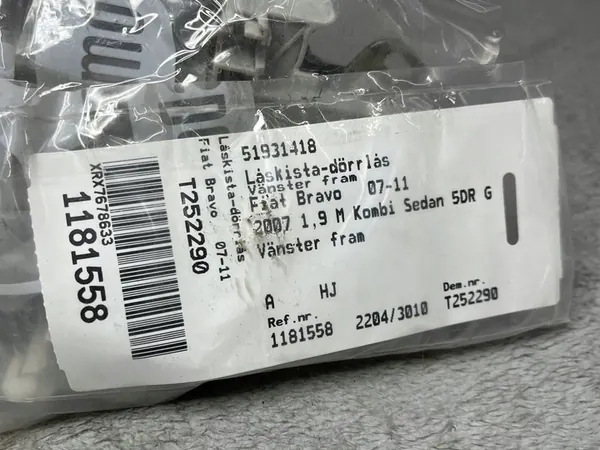 XRX7678633
1181558
T252290
Fiat Bravo 07-11
Låskista-dörrlås
51931418
Låskista-dörrlås
Vänster fram
Fiat Bravo 07-11
2007 1,9 M Kombi Sedan 5DR G
Vänster fram
A HJ
Ref.nr. Dem.nr.
1181558 2204/3010 T252290